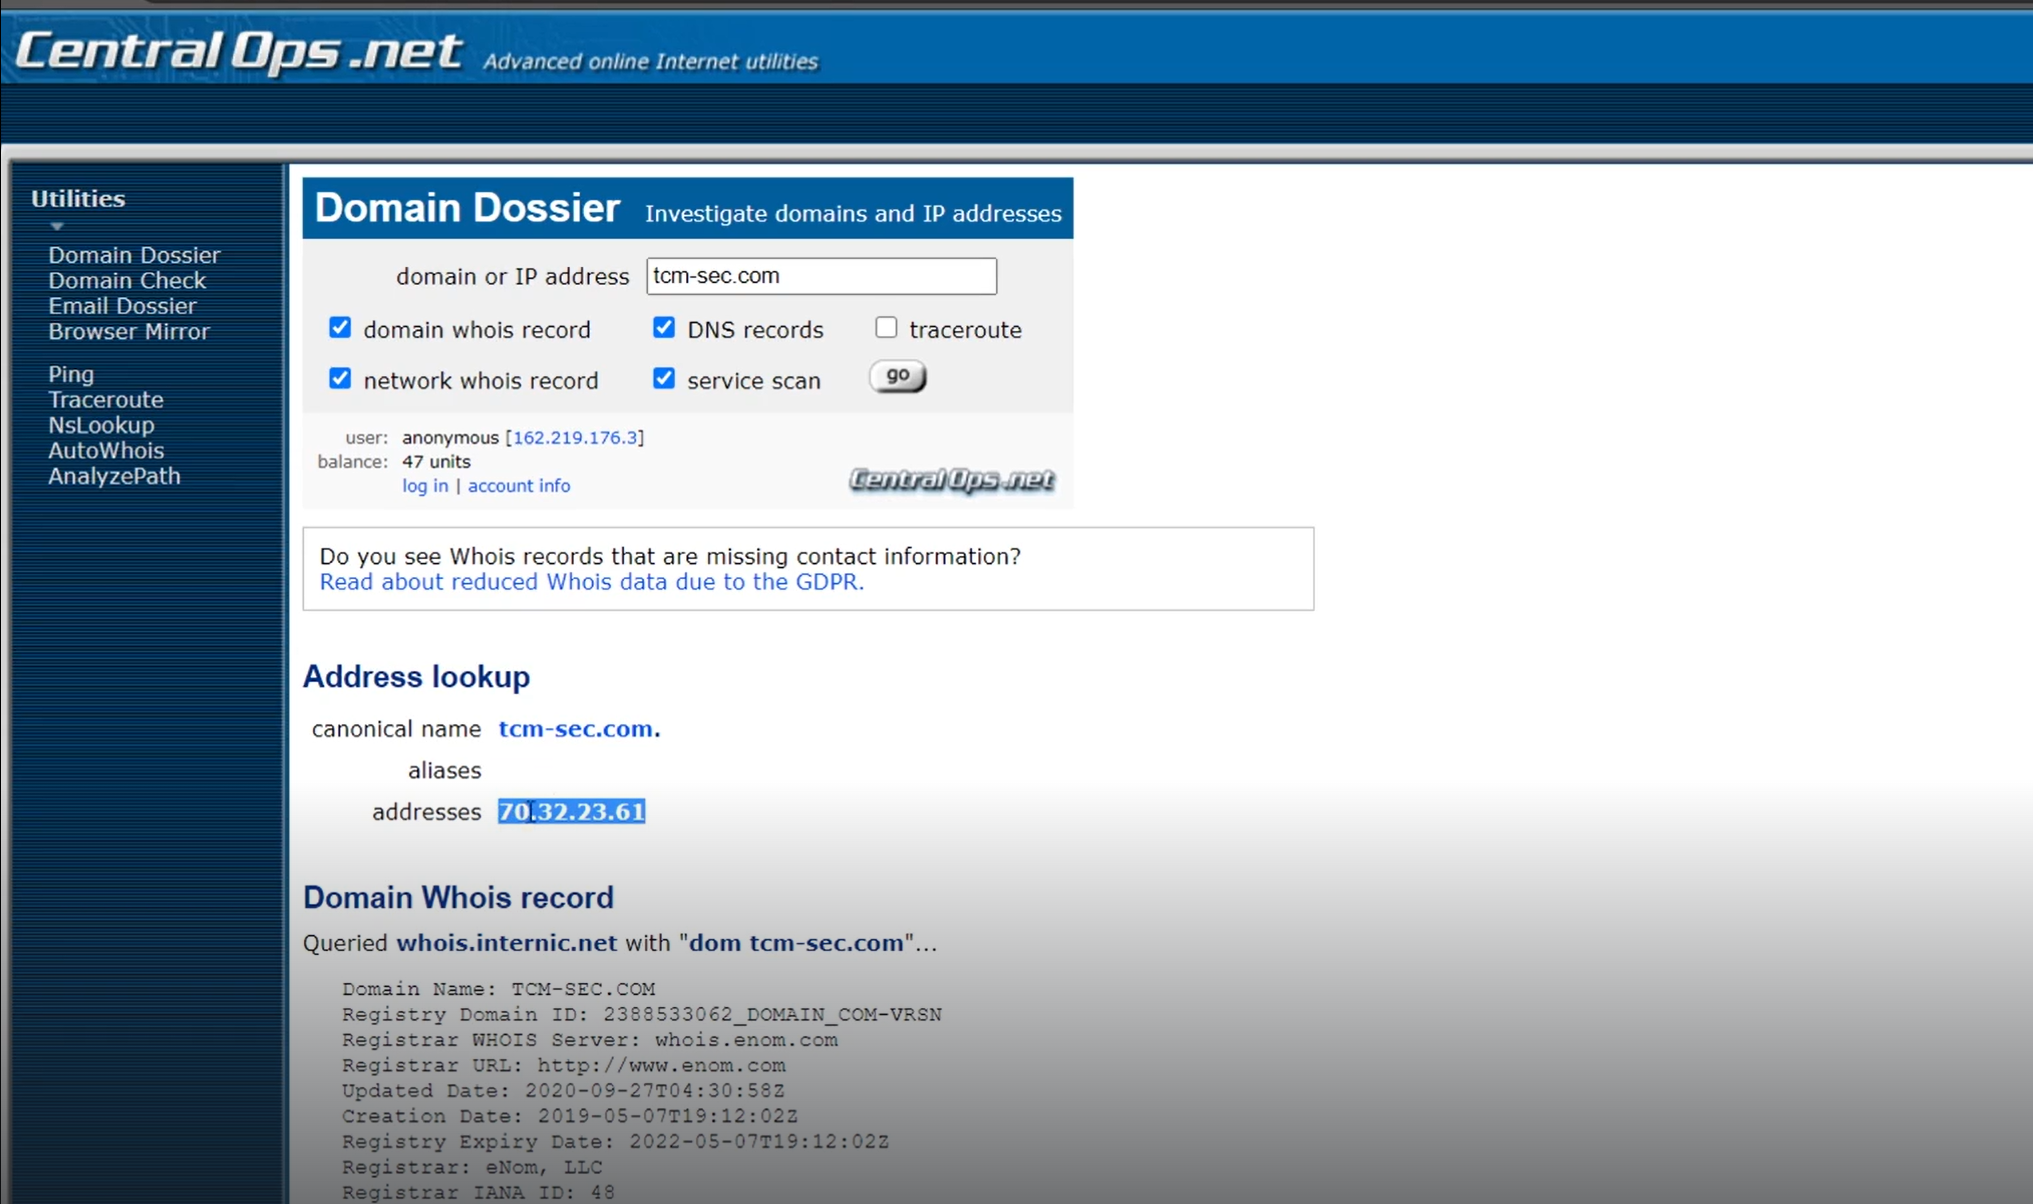 CentralOps.net Advanced online Internet utilities
Utilities
Domain Dossier
Domain Check
Email Dossier
Browser Mirror
Ping
Traceroute
NsLookup
AutoWhois
AnalyzePath
Domain Dossier Investigate domains and IP addresses
domain or IP address tcm-sec.com
domain whois record DNS records traceroute
network whois record service scan go
user: anonymous [162.219.176.3]
balance: 47 units
log in | account info
CentralOps.net
Do you see Whois records that are missing contact information?
Read about reduced Whois data due to the GDPR.
Address lookup
canonical name tcm-sec.com.
aliases
addresses 70.32.23.61
Domain Whois record
Queried whois.internic.net with "dom tcm-sec.com"...
Domain Name: TCM-SEC.COM
Registry Domain ID: 2388533062_DOMAIN_COM-VRSN
Registrar WHOIS Server: whois.enom.com
Registrar URL: http://www.enom.com
Updated Date: 2020-09-27T04:30:58Z
Creation Date: 2019-05-07T19:12:02Z
Registry Expiry Date: 2022-05-07T19:12:02Z
Registrar: eNom, LLC
Registrar IANA ID: 48